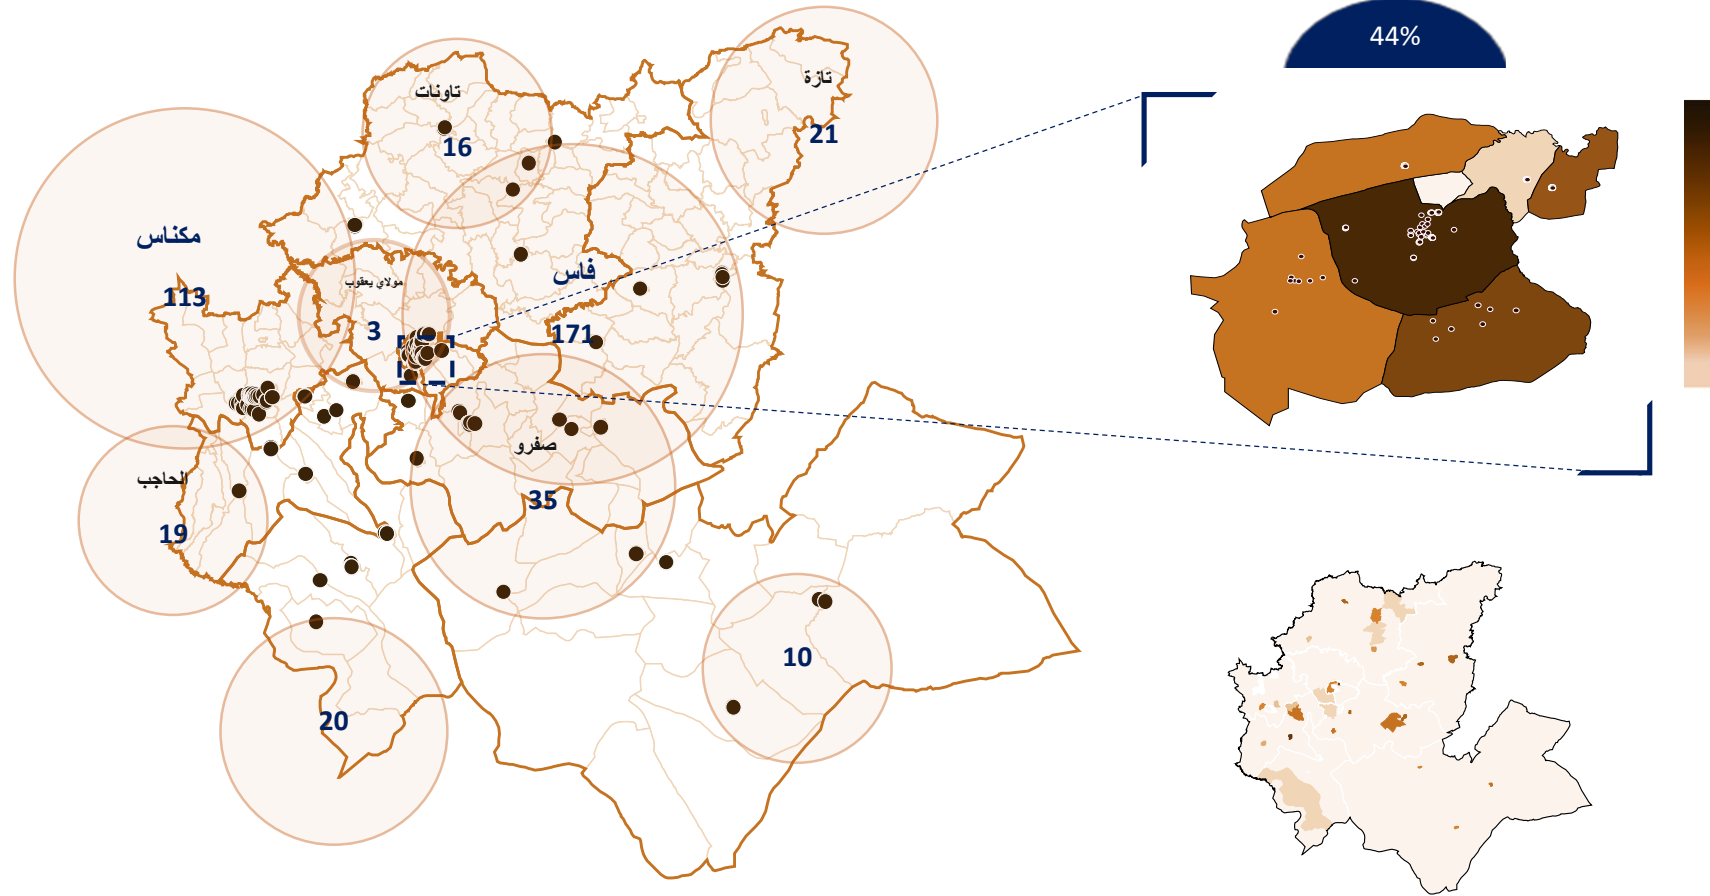 44%
تازة
21
تاونات
16
مكناس
113
فاس
171
مولاي يعقوب
3
صفرو
35
الحاجب
19
10
20